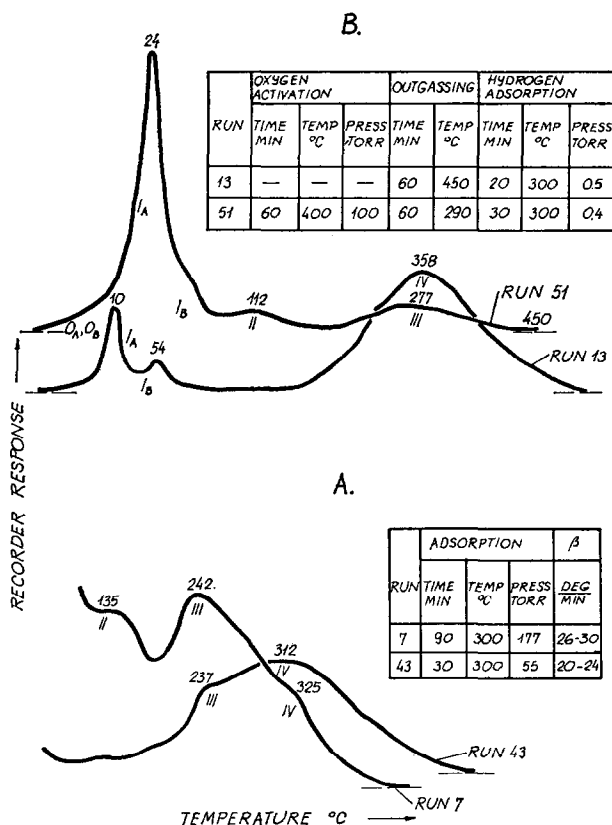 B.
24
OXYGEN ACTIVATION OUTGASSING HYDROGEN ADSORPTION
RUN TIME MIN TEMP °C PRESS TORR TIME MIN TEMP °C TIME MIN TEMP °C PRESS TORR
13 — — — 60 450 20 300 0.5
51 60 400 100 60 290 30 300 0,4
I_A
358
IV
277
III
RUN 51
450
RUN 13
112
II
I_B
10
O_A, O_B
I_A
54
I_B
RECORDER RESPONSE
A.
ADSORPTION β
RUN TIME MIN TEMP °C PRESS TORR DEG/MIN
7 90 300 177 26-30
43 30 300 55 20-24
135
II
242.
III
312
IV
237
III
325
IV
RUN 43
RUN 7
TEMPERATURE °C